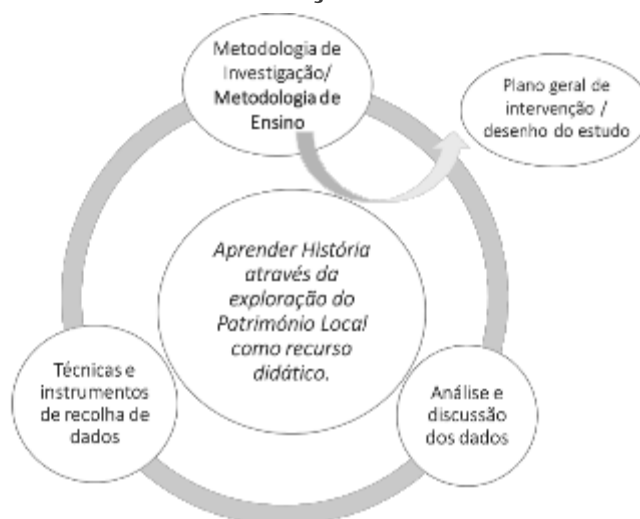 Metodologia de
Investigação/
Metodologia de
Ensino
Plano geral de
intervenção /
desenho do estudo
Aprender História
através da
exploração do
Património Local
como recurso
didático.
Técnicas e
instrumentos
de recolha de
dados
Análise e
discussão
dos dados